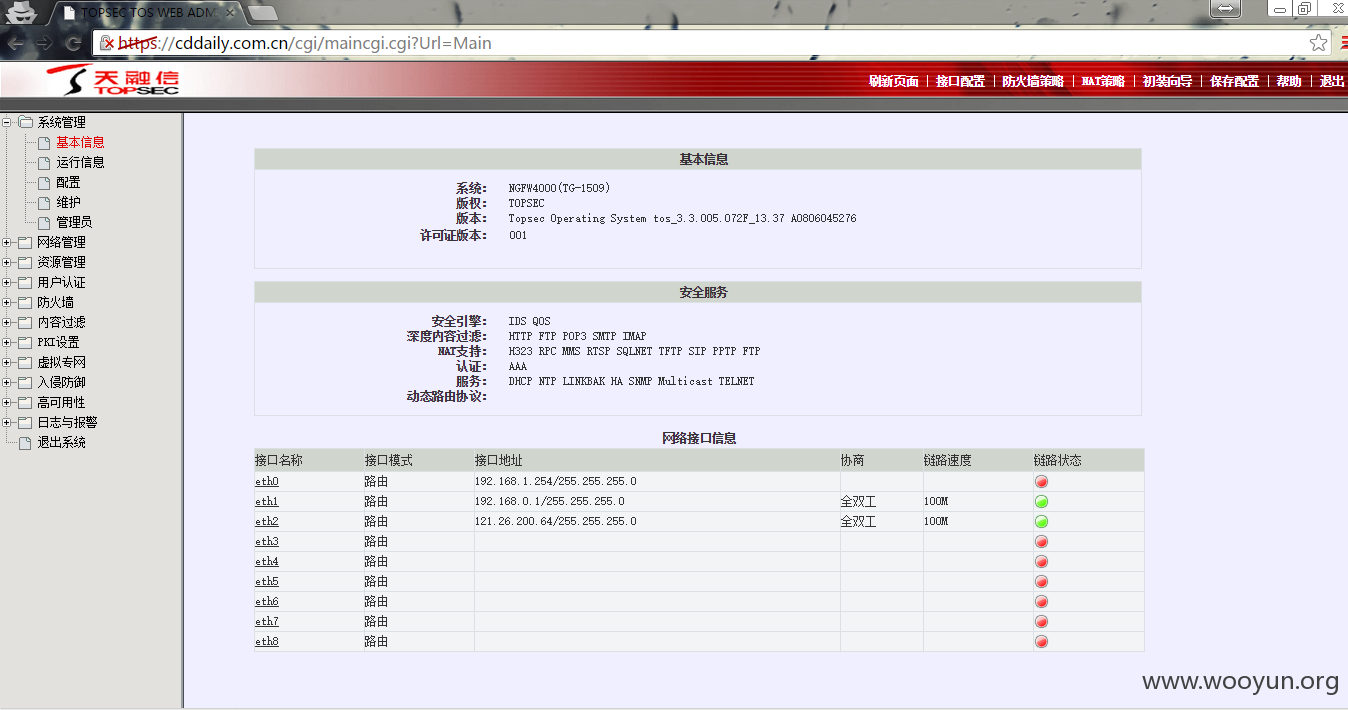 TOPSEC TOS WEB ADM
https://cddaily.com.cn/cgi/maincgi.cgi?Url=Main
天融信
TOPSEC
刷新页面 | 接口配置 | 防火墙策略 | NAT策略 | 初装向导 | 保存配置 | 帮助 | 退出
系统管理
基本信息
运行信息
配置
维护
管理员
网络管理
资源管理
用户认证
防火墙
内容过滤
PKI设置
虚拟专网
入侵防御
高可用性
日志与报警
退出系统
基本信息
系统: NGFW4000(TG-1509)
版权: TOPSEC
版本: Topsec Operating System tos_3.3.005.072F_13.37 A0806045276
许可证版本: 001
安全服务
安全引擎: IDS QOS
深度内容过滤: HTTP FTP POP3 SMTP IMAP
NAT支持: H323 RPC MMS RTSP SQLNET TFTP SIP PPTP FTP
认证: AAA
服务: DHCP NTP LINKBAK HA SNMP Multicast TELNET
动态路由协议:
网络接口信息
接口名称 接口模式 接口地址 协商 链路速度 链路状态
eth0 路由 192.168.1.254/255.255.255.0
eth1 路由 192.168.0.1/255.255.255.0 全双工 100M
eth2 路由 121.26.200.64/255.255.255.0 全双工 100M
eth3 路由
eth4 路由
eth5 路由
eth6 路由
eth7 路由
eth8 路由
www.wooyun.org